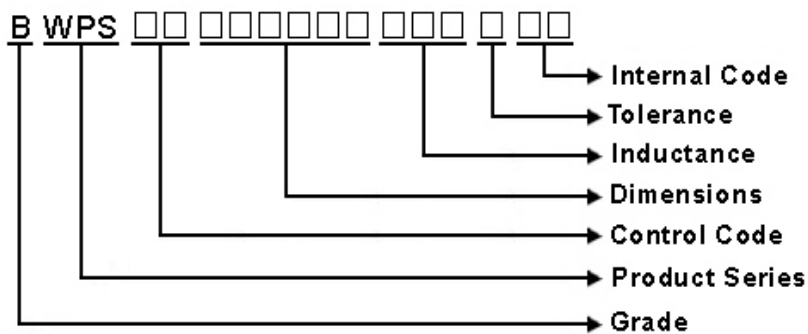 B WPS □□ □□□□□□ □□□ □ □□
Internal Code
Tolerance
Inductance
Dimensions
Control Code
Product Series
Grade